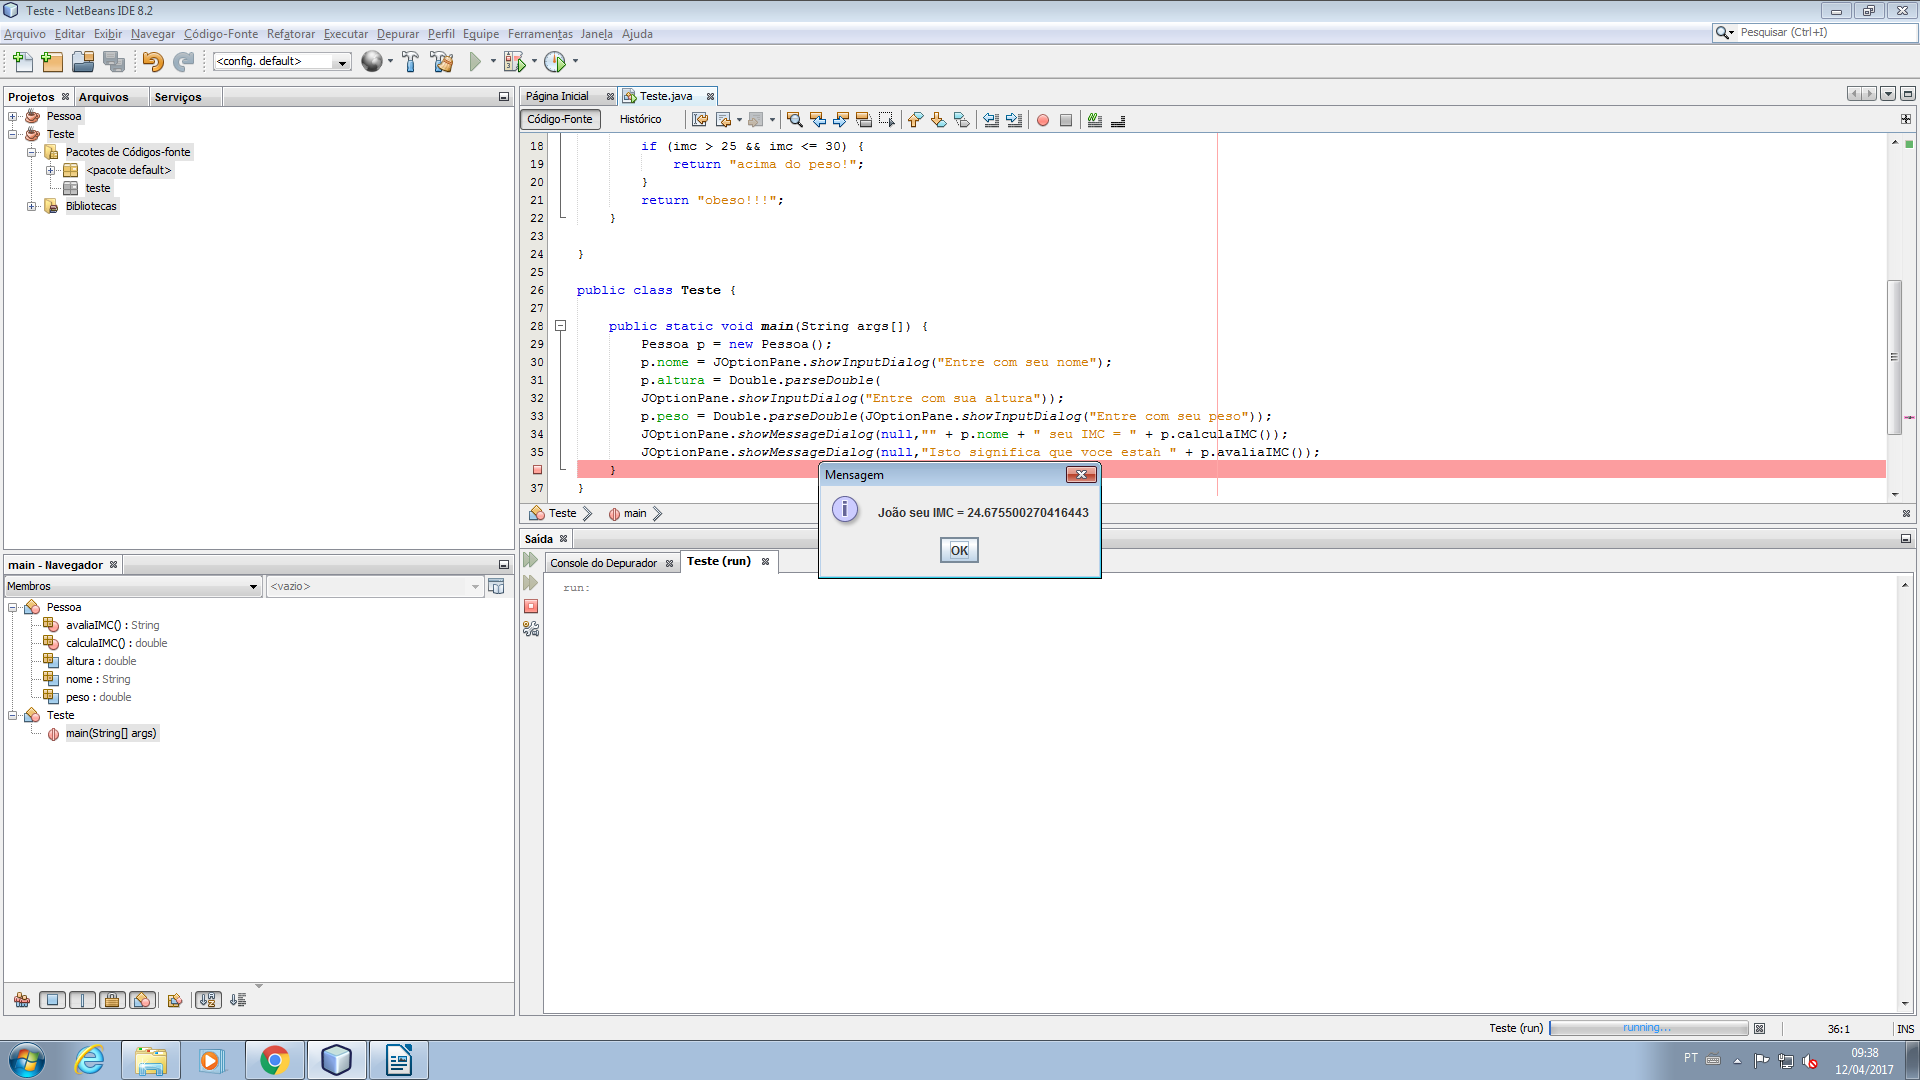 Teste - NetBeans IDE 8.2
Arquivo Editar Exibir Navegar Código-Fonte Refatorar Executar Depurar Perfil Equipe Ferramentas Janela Ajuda
Pesquisar (Ctrl+I)
<config. default>
Projetos Arquivos Serviços
Pessoa
Teste
Pacotes de Códigos-fonte
<pacote default>
teste
Bibliotecas
Página Inicial Teste.java
Código-Fonte Histórico
18 if (imc > 25 && imc <= 30) {
19 return "acima do peso!";
20 }
21 return "obeso!!!";
22 }
23
24 }
25
26 public class Teste {
27
28 public static void main(String args[]) {
29 Pessoa p = new Pessoa();
30 p.nome = JOptionPane.showInputDialog("Entre com seu nome");
31 p.altura = Double.parseDouble(
32 JOptionPane.showInputDialog("Entre com sua altura"));
33 p.peso = Double.parseDouble(JOptionPane.showInputDialog("Entre com seu peso"));
34 JOptionPane.showMessageDialog(null,"" + p.nome + " seu IMC = " + p.calculaIMC());
35 JOptionPane.showMessageDialog(null,"Isto significa que voce estah " + p.avaliaIMC());
}
37 }
Teste main
Mensagem
João seu IMC = 24.675500270416443
OK
Saída
Console do Depurador Teste (run)
run:
main - Navegador
Membros <vazio>
Pessoa
avaliaIMC() : String
calculaIMC() : double
altura : double
nome : String
peso : double
Teste
main(String[] args)
Teste (run) running... 36:1 INS
PT 09:38
12/04/2017